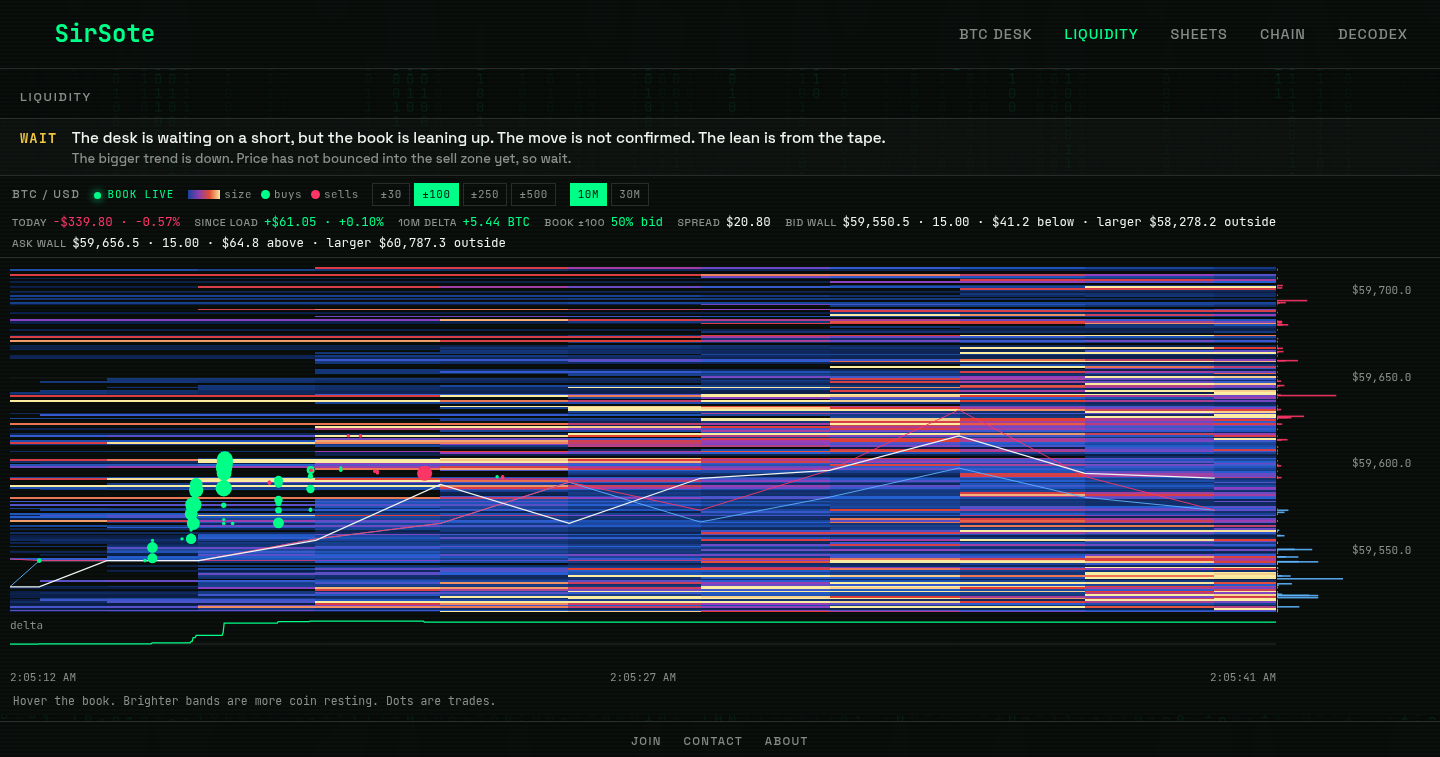 SirSote
BTC DESK LIQUIDITY SHEETS CHAIN DECODEX
LIQUIDITY
WAIT The desk is waiting on a short, but the book is leaning up. The move is not confirmed. The lean is from the tape.
The bigger trend is down. Price has not bounced into the sell zone yet, so wait.
BTC / USD BOOK LIVE size buys sells ±30 ±100 ±250 ±500 10M 30M
TODAY -$339.80 · -0.57% SINCE LOAD +$61.05 · +0.10% 10M DELTA +5.44 BTC BOOK ±100 50% bid SPREAD $20.80 BID WALL $59,550.5 · 15.00 · $41.2 below · larger $58,278.2 outside
ASK WALL $59,656.5 · 15.00 · $64.8 above · larger $60,787.3 outside
$59,700.0
$59,650.0
$59,600.0
$59,550.0
delta
2:05:12 AM 2:05:27 AM 2:05:41 AM
Hover the book. Brighter bands are more coin resting. Dots are trades.
JOIN CONTACT ABOUT